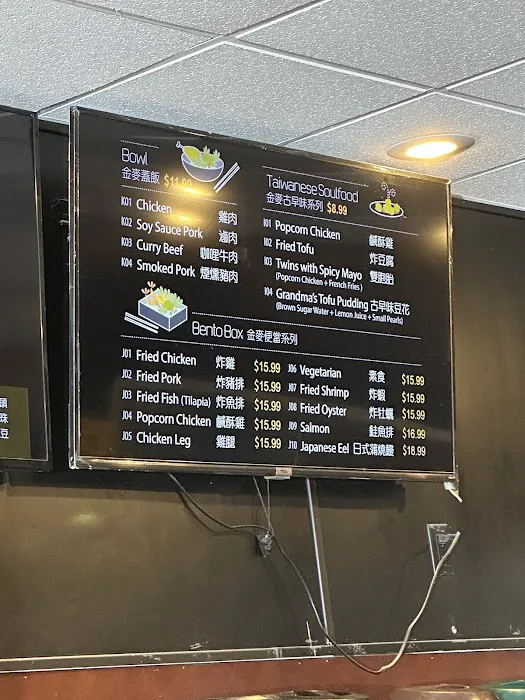 Bowl
金麥蓋飯 $11.99
K01 Chicken 雞肉
K02 Soy Sauce Pork 滷肉
K03 Curry Beef 咖哩牛肉
K04 Smoked Pork 煙燻豬肉
Taiwanese Soulfood
金麥古早味系列 $8.99
I01 Popcorn Chicken 鹹酥雞
I02 Fried Tofu 炸豆腐
I03 Twins with Spicy Mayo 雙胞胎
(Popcorn Chicken + French Fries)
I04 Grandma's Tofu Pudding 古早味豆花
(Brown Sugar Water + Lemon Juice + Small Pearls)
Bento Box 金麥便當系列
J01 Fried Chicken 炸雞 $15.99
J02 Fried Pork 炸豬排 $15.99
J03 Fried Fish (Tilapia) 炸魚排 $15.99
J04 Popcorn Chicken 鹹酥雞 $15.99
J05 Chicken Leg 雞腿 $15.99
J06 Vegetarian 素食 $15.99
J07 Fried Shrimp 炸蝦 $15.99
J08 Fried Oyster 炸牡蠣 $15.99
J09 Salmon 鮭魚排 $16.99
J10 Japanese Eel 日式蒲燒鰻 $18.99
TCL
頭
珠
豆